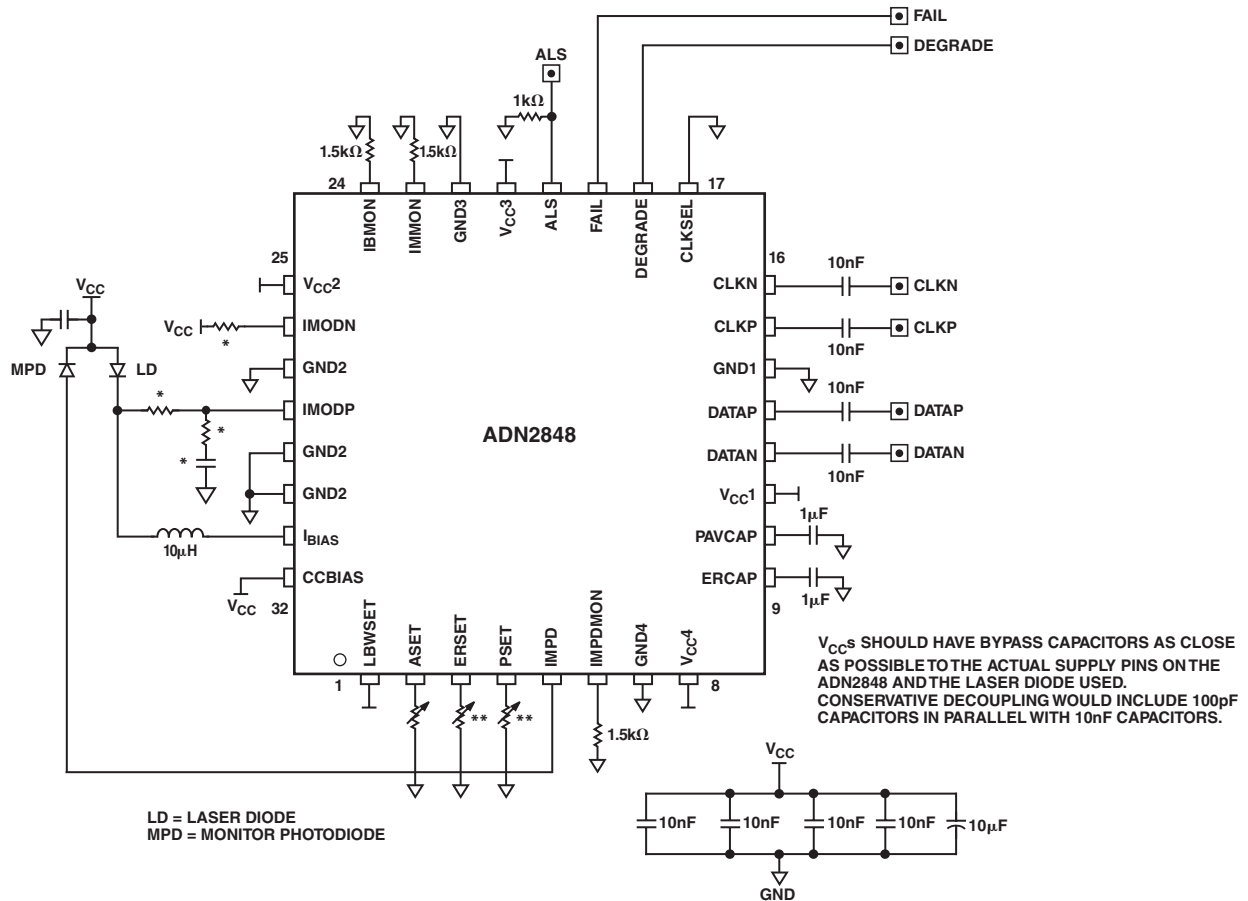 FAIL
DEGRADE
ALS
1kΩ
1.5kΩ
1.5kΩ
24
17
IBMON
IMMON
GND3
VCC3
ALS
FAIL
DEGRADE
CLKSEL
25
16
VCC2
IMODN
GND2
IMODP
GND2
GND2
IBIAS
CCBIAS
VCC
VCC
*
MPD
LD
*
*
*
10μH
VCC
32
ADN2848
CLKN
CLKP
GND1
DATAP
DATAN
VCC1
PAVCAP
ERCAP
10nF
CLKN
CLKP
10nF
10nF
DATAP
DATAN
10nF
1μF
1μF
9
1
LBWSET
ASET
ERSET
PSET
IMPD
IMPDMON
GND4
VCC4
8
**
**
1.5kΩ
VCCs SHOULD HAVE BYPASS CAPACITORS AS CLOSE
AS POSSIBLE TO THE ACTUAL SUPPLY PINS ON THE
ADN2848 AND THE LASER DIODE USED.
CONSERVATIVE DECOUPLING WOULD INCLUDE 100pF
CAPACITORS IN PARALLEL WITH 10nF CAPACITORS.
LD = LASER DIODE
MPD = MONITOR PHOTODIODE
VCC
10nF
10nF
10nF
10nF
10μF
GND